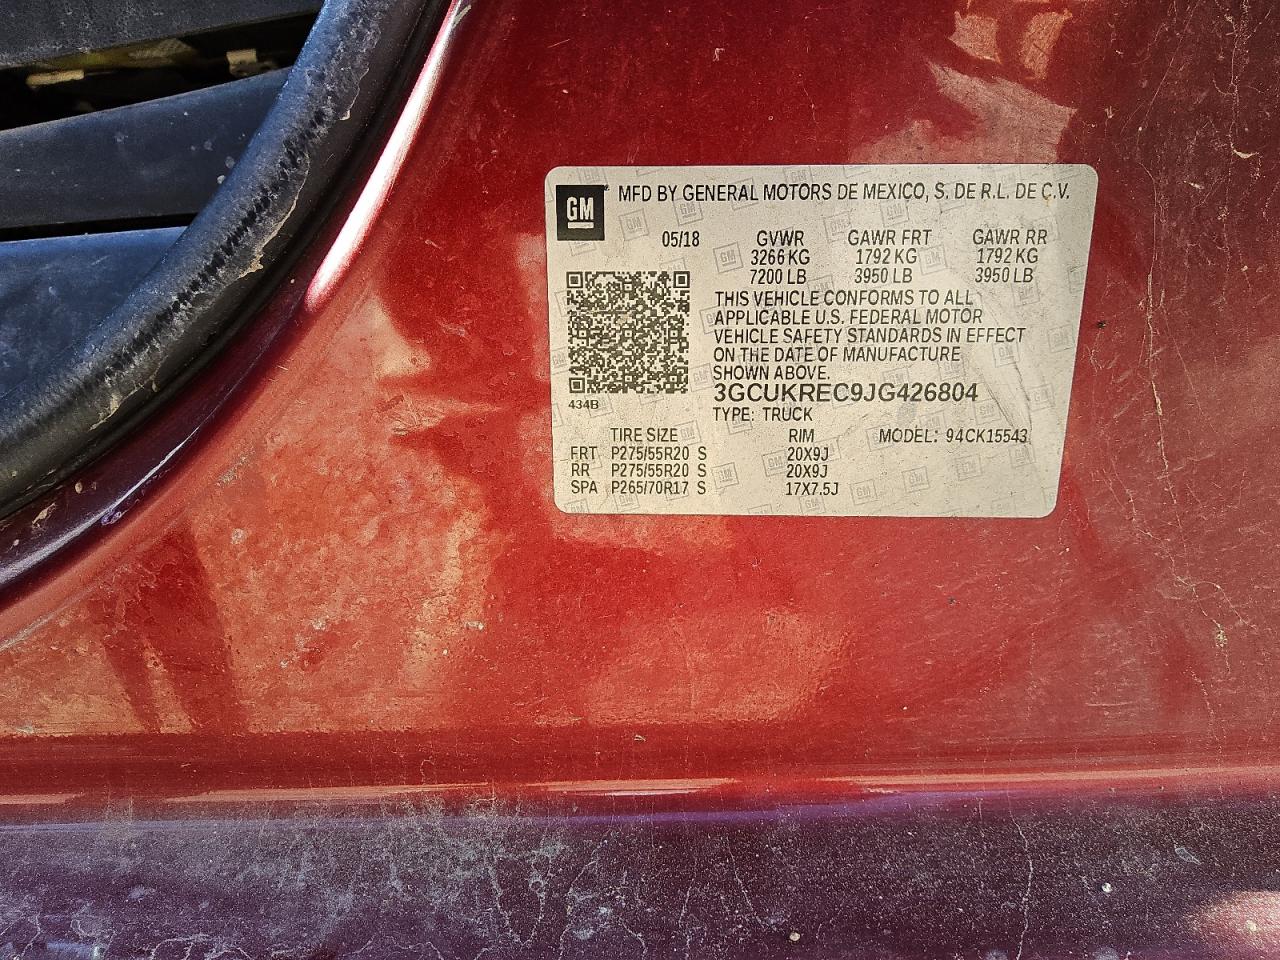 GM MFD BY GENERAL MOTORS DE MEXICO, S. DE R.L. DE C.V.
05/18 GVWR GAWR FRT GAWR RR
3266 KG 1792 KG 1792 KG
7200 LB 3950 LB 3950 LB
THIS VEHICLE CONFORMS TO ALL
APPLICABLE U.S. FEDERAL MOTOR
VEHICLE SAFETY STANDARDS IN EFFECT
ON THE DATE OF MANUFACTURE
SHOWN ABOVE.
3GCUKREC9JG426804
434B
TYPE: TRUCK
TIRE SIZE RIM MODEL: 94CK15543
FRT P275/55R20 S 20X9J
RR P275/55R20 S 20X9J
SPA P265/70R17 S 17X7.5J